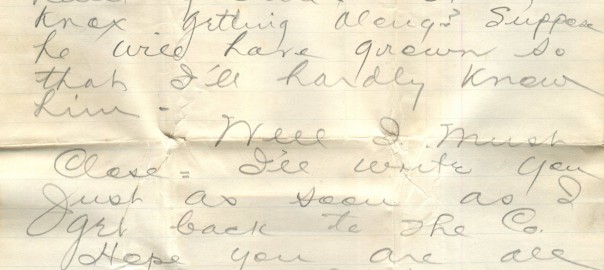 Knox getting along? Suppose
he will have grown so
that I'll hardly know
him -
Well I must
Close = I'll write you
Just as soon as I
get back to the Co.
Hope you are all